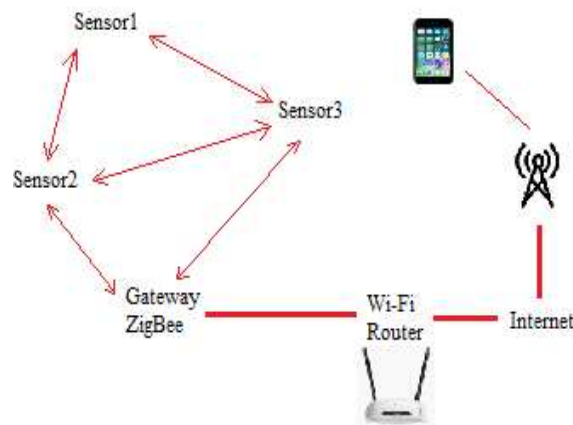 Sensor1
Sensor3
Sensor2
Gateway
ZigBee
Wi-Fi
Router
Internet